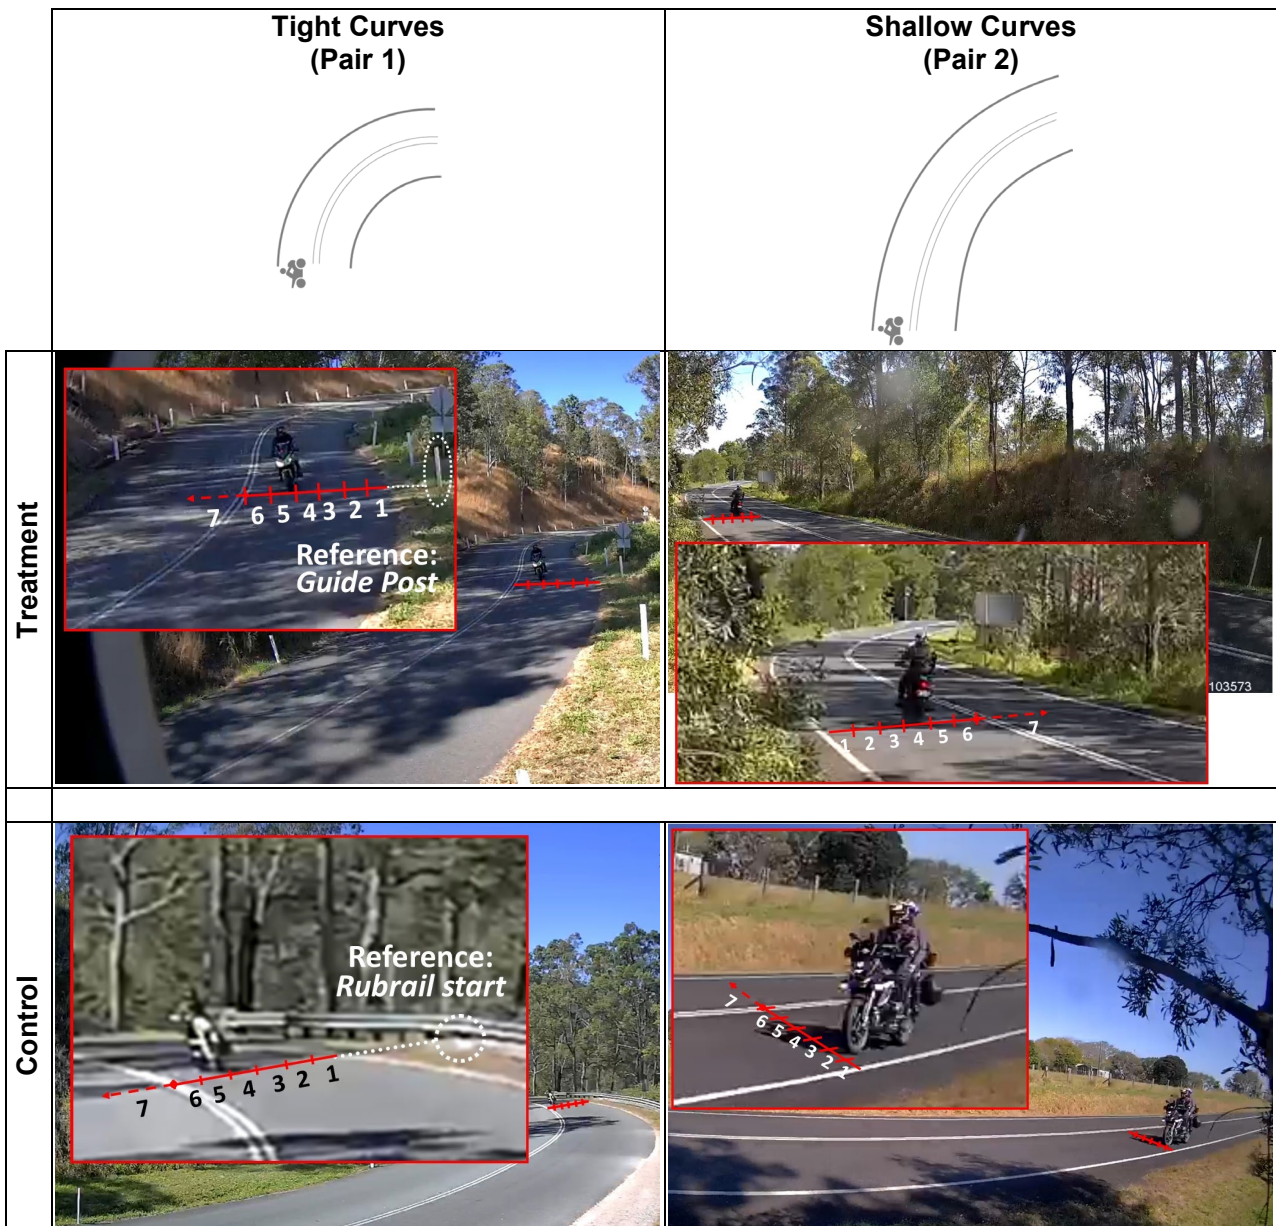 Tight Curves
(Pair 1)
Shallow Curves
(Pair 2)
Treatment
7 6 5 4 3 2 1
Reference:
Guide Post
1 2 3 4 5 6 7
103573
Control
Reference:
Rubrail start
7 6 5 4 3 2 1
7 6 5 4 3 2 1